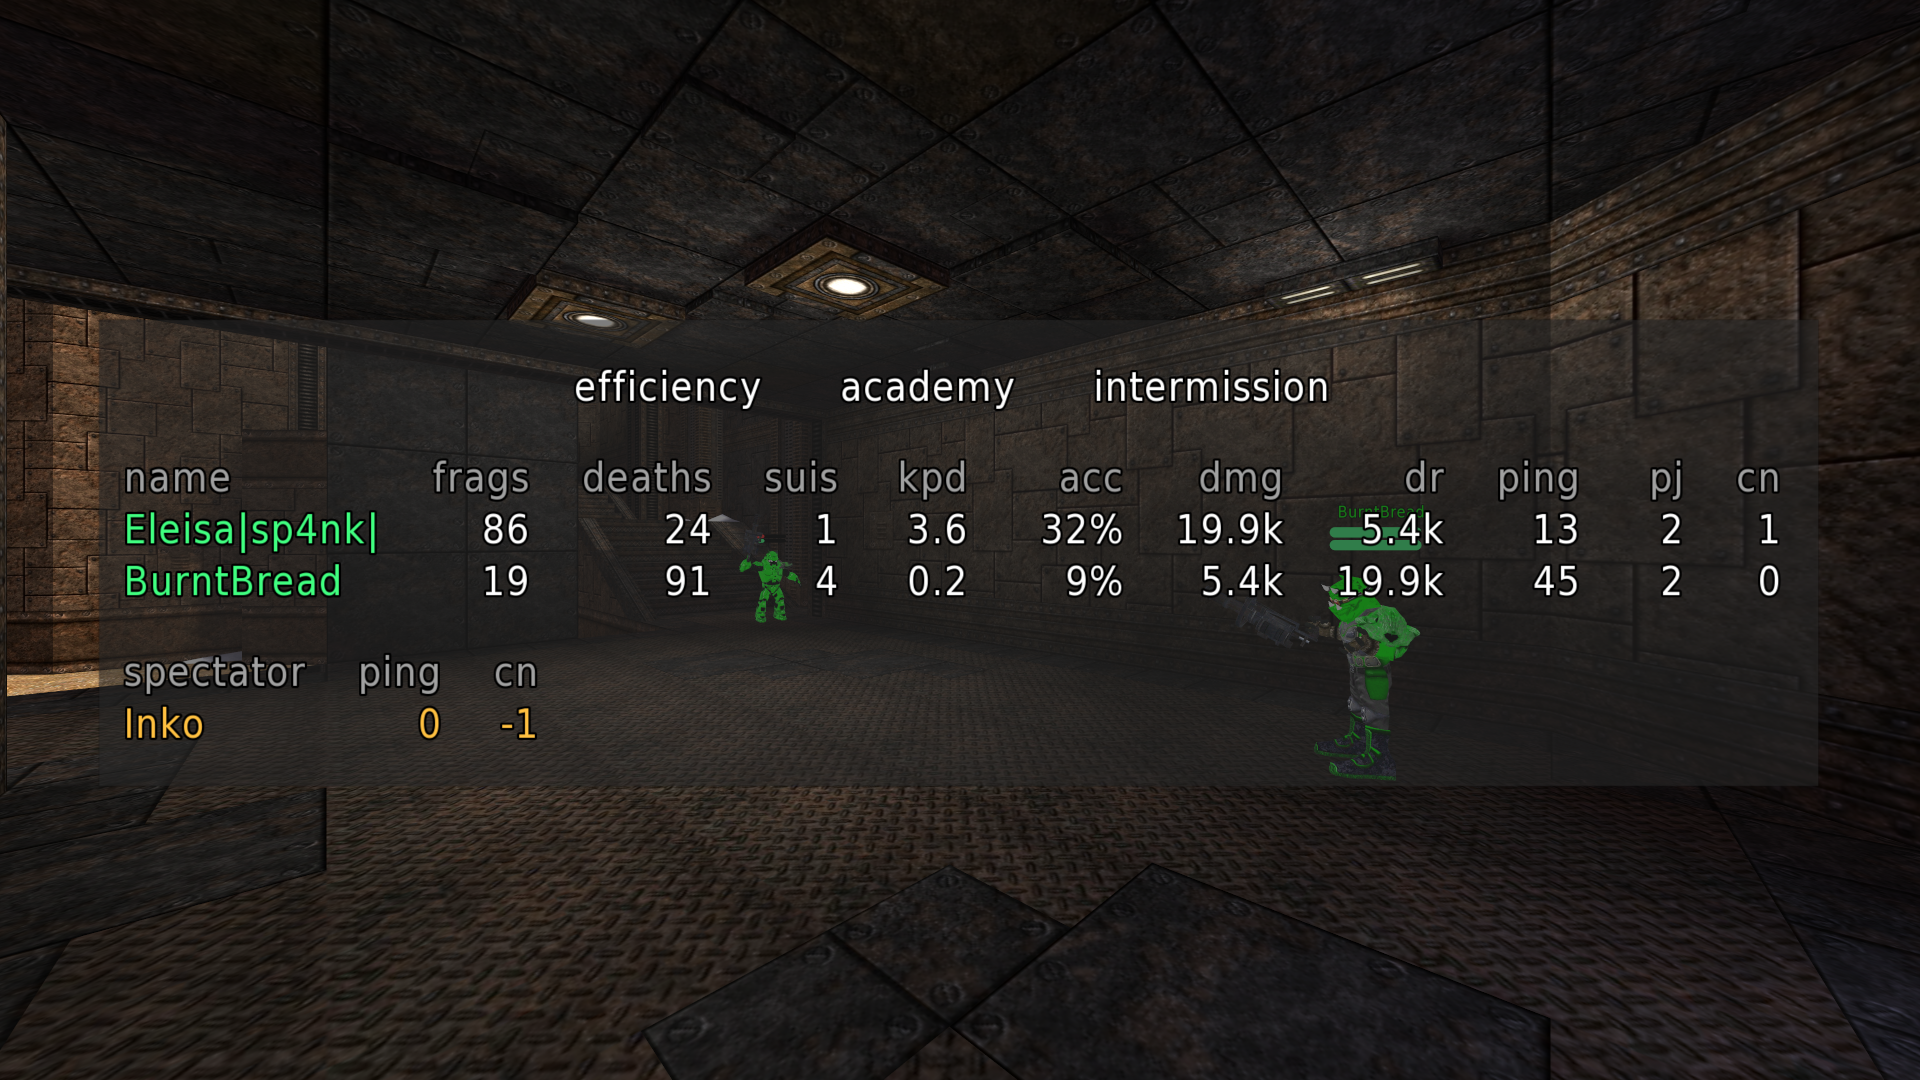 efficiency academy intermission
name frags deaths suis kpd acc dmg dr ping pj cn
BurntBread
Eleisa|sp4nk| 86 24 1 3.6 32% 19.9k 5.4k 13 2 1
BurntBread 19 91 4 0.2 9% 5.4k 19.9k 45 2 0
spectator ping cn
Inko 0 -1